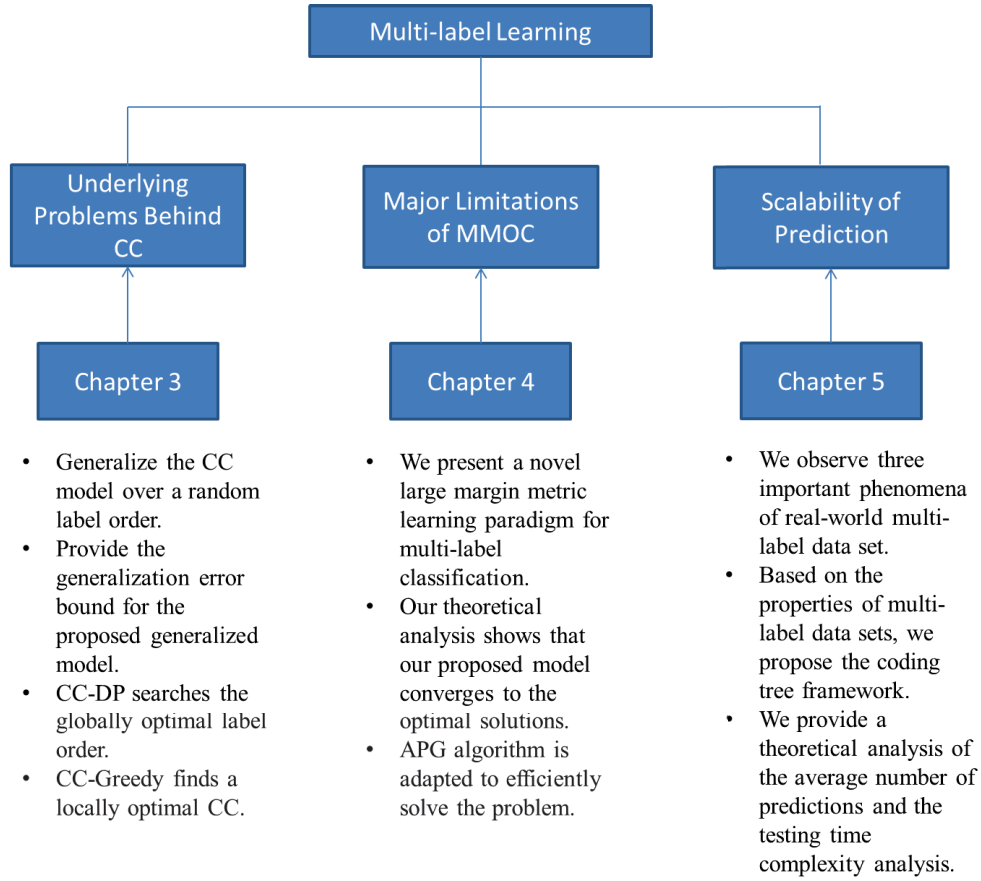 Multi-label Learning
Underlying
Problems Behind
CC
Major Limitations
of MMOC
Scalability of
Prediction
Chapter 3
Chapter 4
Chapter 5
• Generalize the CC
model over a random
label order.
• Provide the
generalization error
bound for the
proposed generalized
model.
• CC-DP searches the
globally optimal label
order.
• CC-Greedy finds a
locally optimal CC.
• We present a novel
large margin metric
learning paradigm for
multi-label
classification.
• Our theoretical
analysis shows that
our proposed model
converges to the
optimal solutions.
• APG algorithm is
adapted to efficiently
solve the problem.
• We observe three
important phenomena
of real-world multi-
label data set.
• Based on the
properties of multi-
label data sets, we
propose the coding
tree framework.
• We provide a
theoretical analysis of
the average number of
predictions and the
testing time
complexity analysis.